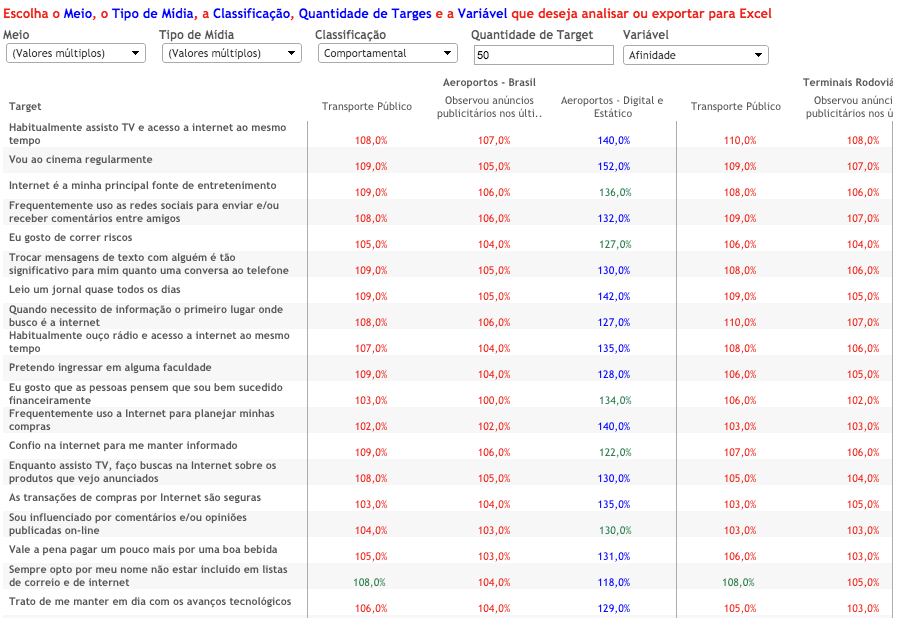 Escolha o Meio, o Tipo de Mídia, a Classificação, Quantidade de Targes e a Variável que deseja analisar ou exportar para Excel
Meio Tipo de Mídia Classificação Quantidade de Target Variável
(Valores múltiplos) (Valores múltiplos) Comportamental 50 Afinidade
Aeroportos - Brasil Terminais Rodoviá
Target Transporte Público Observou anúncios publicitários nos últi.. Aeroportos - Digital e Estático Transporte Público Observou anúnci publicitários nos ú
Habitualmente assisto TV e acesso a internet ao mesmo
tempo 108,0% 107,0% 140,0% 110,0% 108,0%
Vou ao cinema regularmente 109,0% 105,0% 152,0% 109,0% 107,0%
Internet é a minha principal fonte de entretenimento 109,0% 106,0% 136,0% 108,0% 106,0%
Frequentemente uso as redes sociais para enviar e/ou
receber comentários entre amigos 108,0% 106,0% 132,0% 109,0% 107,0%
Eu gosto de correr riscos 105,0% 104,0% 127,0% 106,0% 104,0%
Trocar mensagens de texto com alguém é tão
significativo para mim quanto uma conversa ao telefone 109,0% 105,0% 130,0% 108,0% 106,0%
Leio um jornal quase todos os dias 109,0% 105,0% 142,0% 109,0% 105,0%
Quando necessito de informação o primeiro lugar onde
busco é a internet 108,0% 106,0% 127,0% 110,0% 107,0%
Habitualmente ouço rádio e acesso a internet ao mesmo
tempo 107,0% 104,0% 135,0% 108,0% 106,0%
Pretendo ingressar em alguma faculdade 109,0% 104,0% 128,0% 106,0% 105,0%
Eu gosto que as pessoas pensem que sou bem sucedido
financeiramente 103,0% 100,0% 134,0% 106,0% 102,0%
Frequentemente uso a Internet para planejar minhas
compras 102,0% 102,0% 140,0% 103,0% 103,0%
Confio na internet para me manter informado 109,0% 106,0% 122,0% 107,0% 106,0%
Enquanto assisto TV, faço buscas na Internet sobre os
produtos que vejo anunciados 108,0% 105,0% 130,0% 105,0% 104,0%
As transações de compras por Internet são seguras 103,0% 104,0% 135,0% 103,0% 105,0%
Sou influenciado por comentários e/ou opiniões
publicadas on-line 104,0% 103,0% 130,0% 103,0% 103,0%
Vale a pena pagar um pouco mais por uma boa bebida 105,0% 103,0% 131,0% 106,0% 103,0%
Sempre opto por meu nome não estar incluido em listas
de correio e de internet 108,0% 104,0% 118,0% 108,0% 105,0%
Trato de me manter em dia com os avanços tecnológicos 106,0% 104,0% 129,0% 105,0% 103,0%